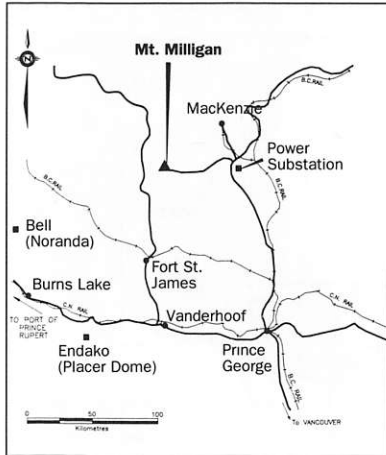 Mt. Milligan
B.C. RAIL
MacKenzie
N
Power
Substation
B.C. RAIL
B.C. RAIL
Bell
(Noranda)
Fort St.
James
Burns Lake
C.N. RAIL
C.N. RAIL
TO PORT OF
PRINCE
RUPERT
Vanderhoof
Endako
(Placer Dome)
Prince
George
B.C. RAIL
0 50 100
Kilometres
To VANCOUVER